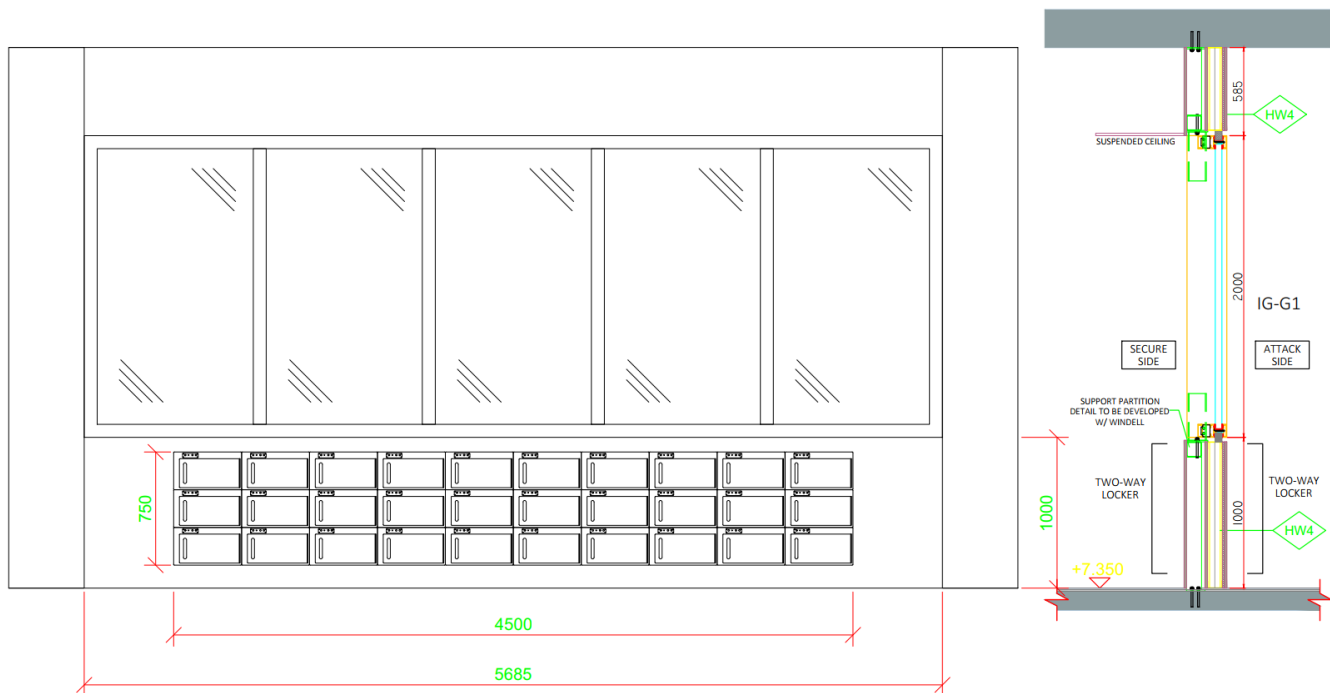 585
HW4
SUSPENDED CEILING
2000
IG-G1
SECURE
SIDE
ATTACK
SIDE
SUPPORT PARTITION
DETAIL TO BE DEVELOPED
W/ WINDELL
750
1000
TWO-WAY
LOCKER
1000
TWO-WAY
LOCKER
HW4
+7.350
4500
5685